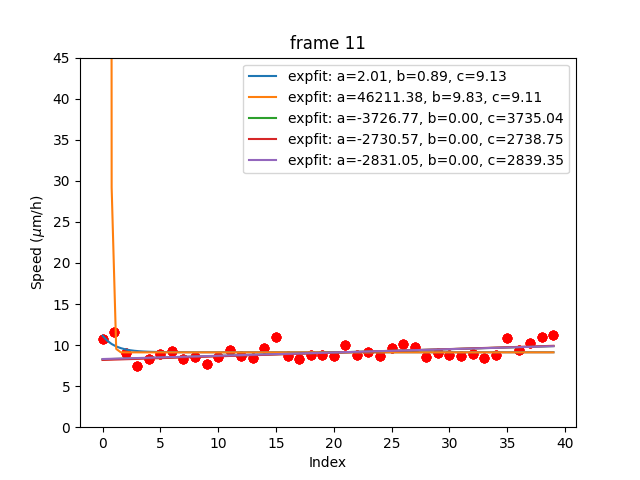 frame 11
45
40
35
30
25
20
15
10
5
0
Speed (μm/h)
expfit: a=2.01, b=0.89, c=9.13
expfit: a=46211.38, b=9.83, c=9.11
expfit: a=-3726.77, b=0.00, c=3735.04
expfit: a=-2730.57, b=0.00, c=2738.75
expfit: a=-2831.05, b=0.00, c=2839.35
0 5 10 15 20 25 30 35 40
Index